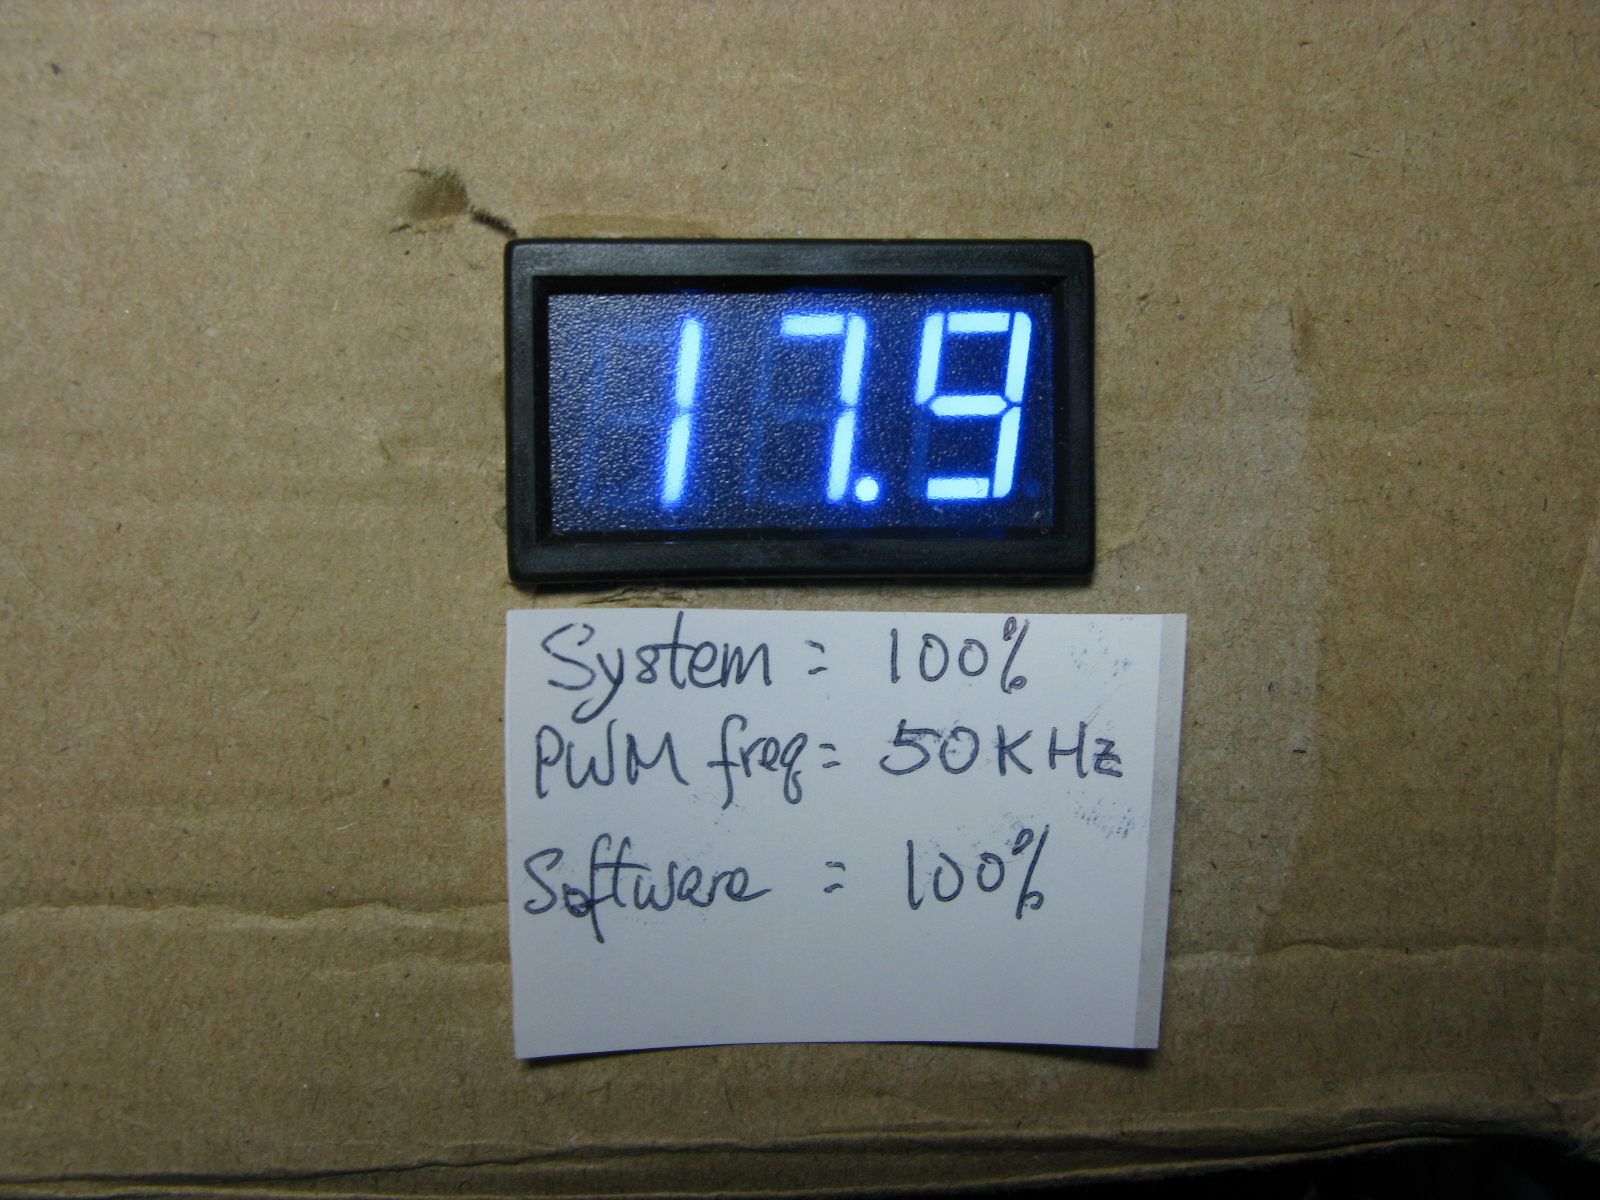 17.9
System = 100%
PWM freq = 50KHz
Software = 100%